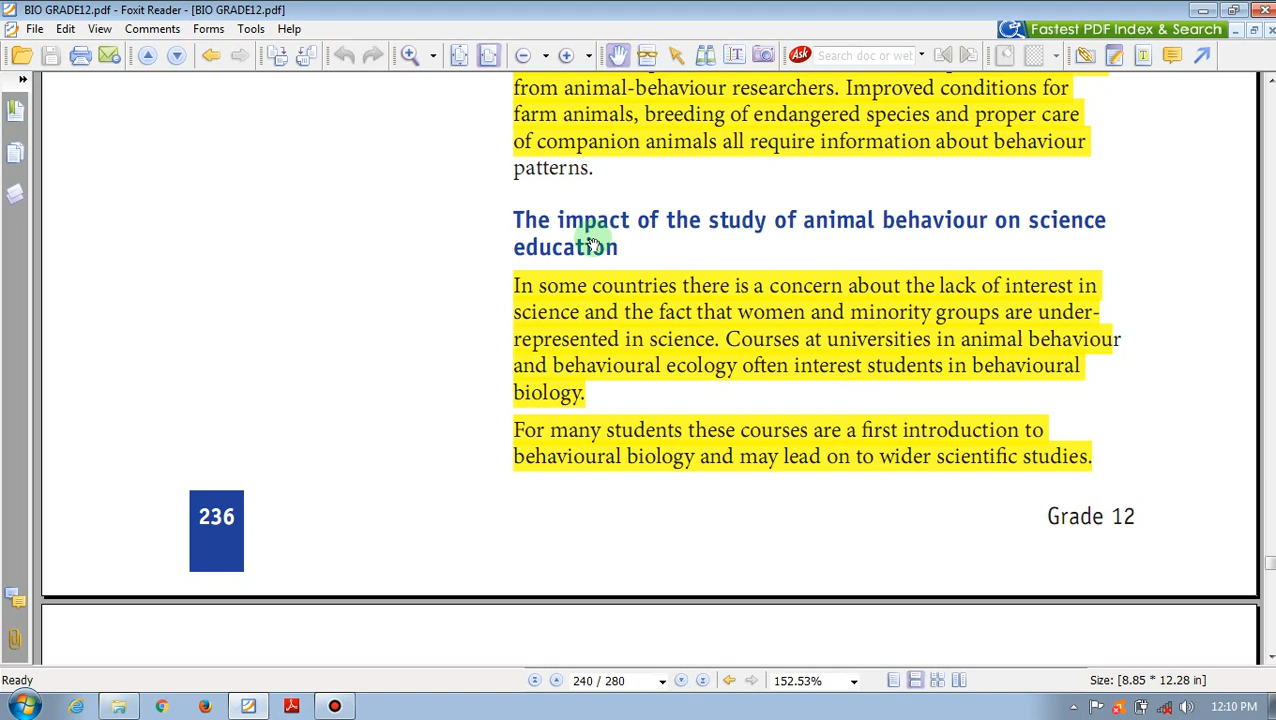 BIO GRADE12.pdf - Foxit Reader - [BIO GRADE12.pdf]
File Edit View Comments Forms Tools Help
Fastest PDF Index & Search
Ask Search doc or wet
from animal-behaviour researchers. Improved conditions for
farm animals, breeding of endangered species and proper care
of companion animals all require information about behaviour
patterns.
The impact of the study of animal behaviour on science
education
In some countries there is a concern about the lack of interest in
science and the fact that women and minority groups are under-
represented in science. Courses at universities in animal behaviour
and behavioural ecology often interest students in behavioural
biology.
For many students these courses are a first introduction to
behavioural biology and may lead on to wider scientific studies.
236
Grade 12
Ready
240 / 280
152.53%
Size: [8.85 * 12.28 in]
12:10 PM